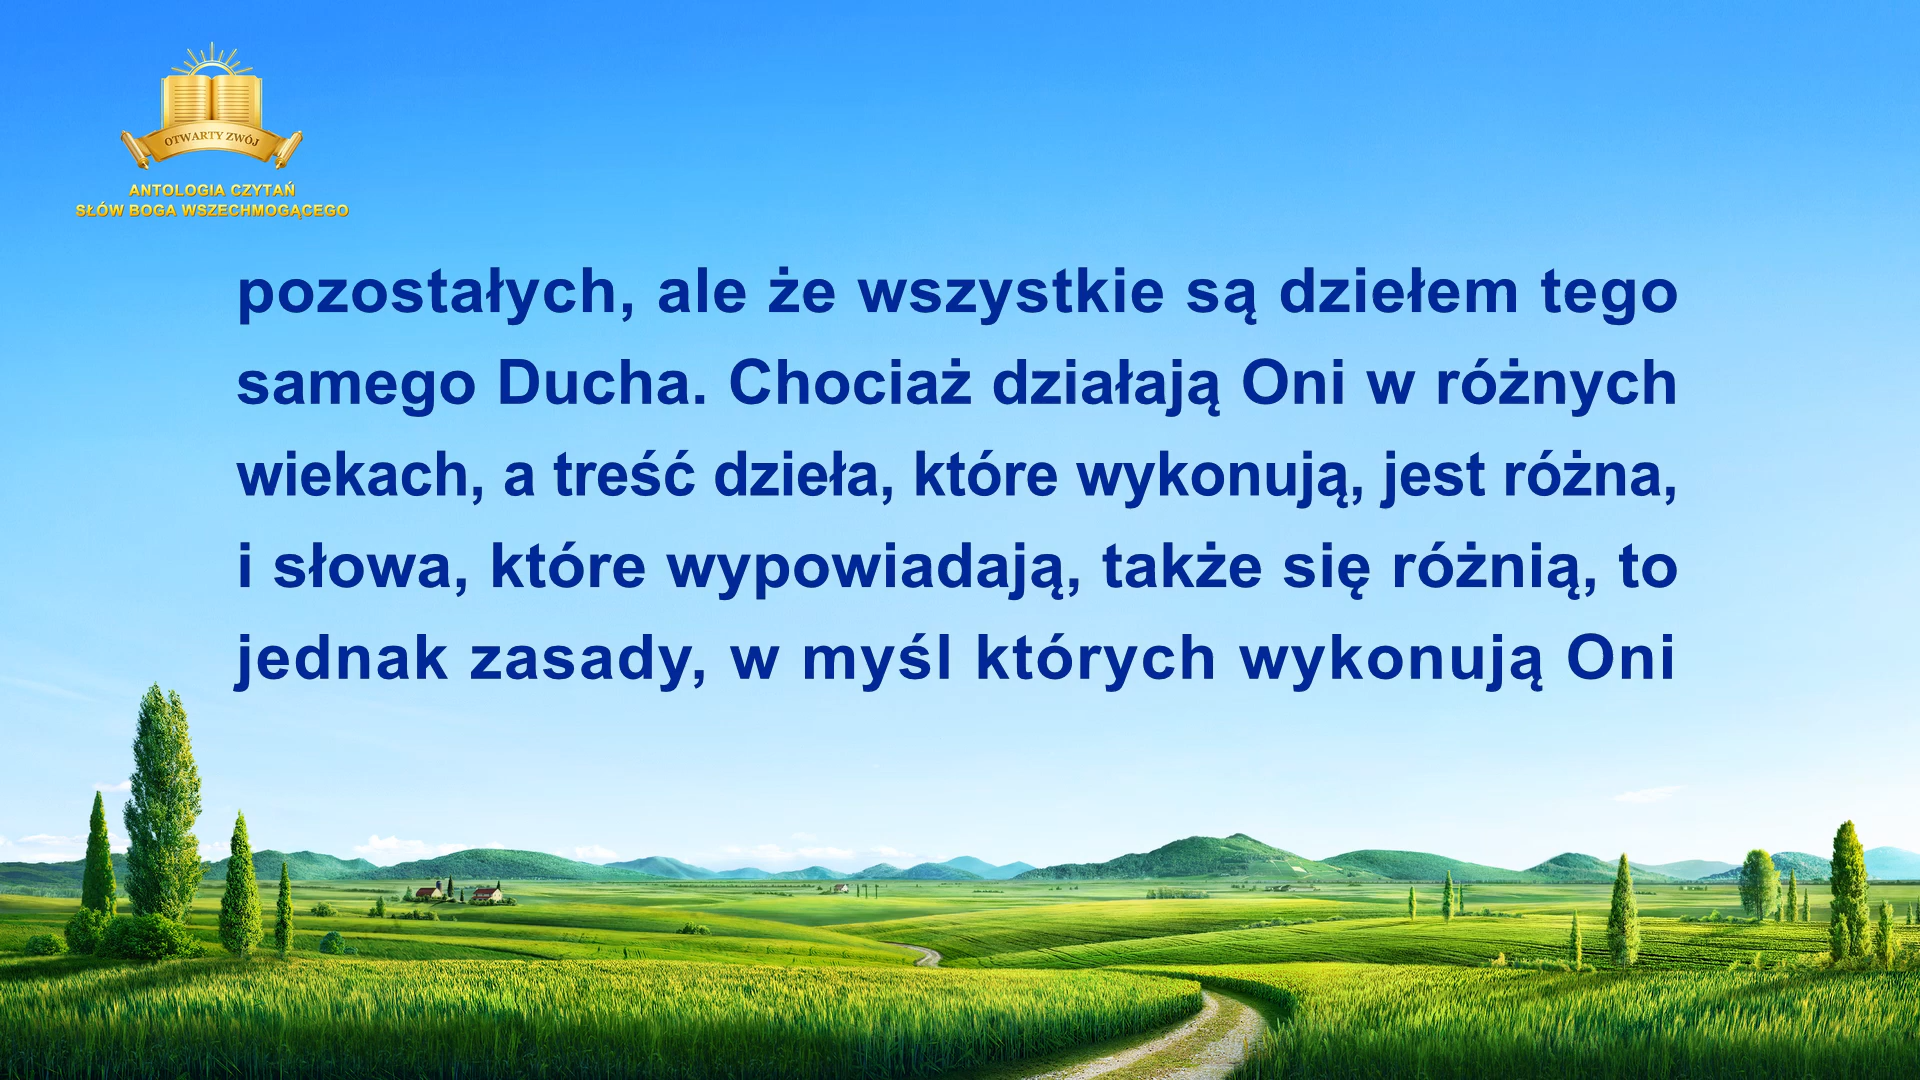 OTWARTY ZWÓJ
ANTOLOGIA CZYTAŃ
SŁÓW BOGA WSZECHMOGĄCEGO
pozostałych, ale że wszystkie są dziełem tego
samego Ducha. Chociaż działają Oni w różnych
wiekach, a treść dzieła, które wykonują, jest różna,
i słowa, które wypowiadają, także się różnią, to
jednak zasady, w myśl których wykonują Oni